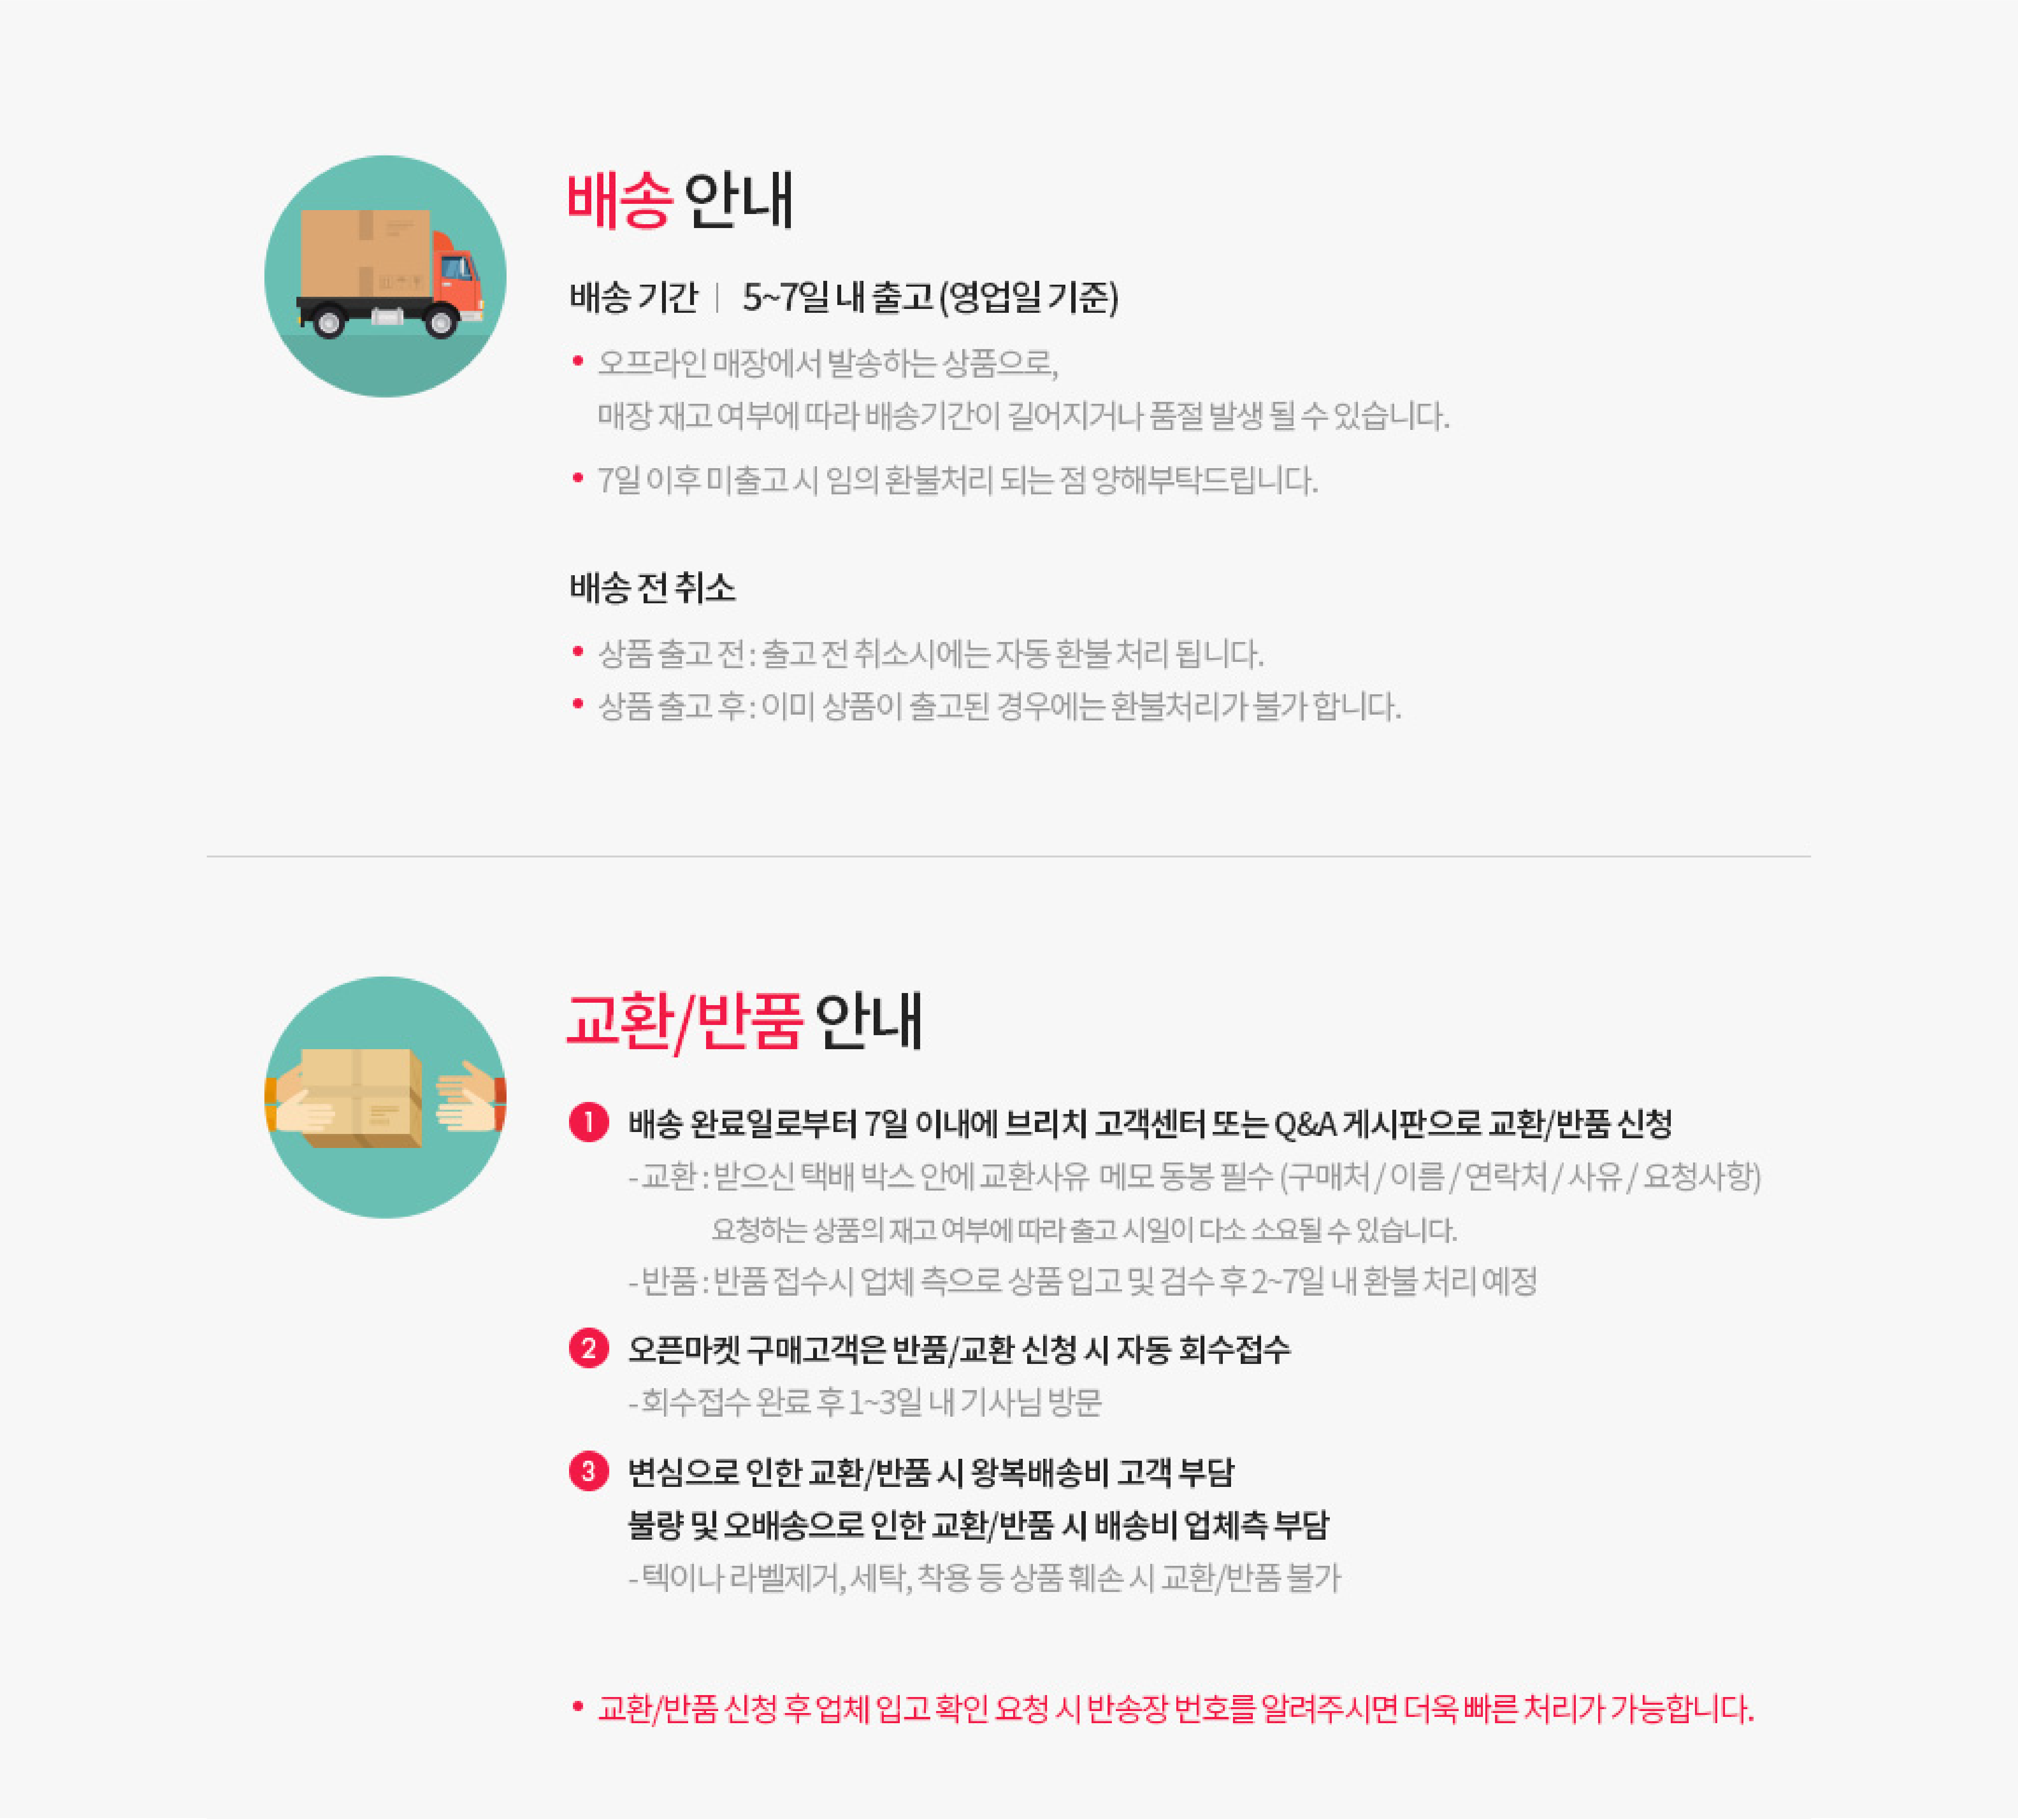 배송 안내
배송 기간 | 5~7일 내 출고 (영업일 기준)
• 오프라인 매장에서 발송하는 상품으로,
매장 재고 여부에 따라 배송기간이 길어지거나 품절 발생 될 수 있습니다.
• 7일 이후 미출고 시 임의 환불처리 되는 점 양해부탁드립니다.
배송 전 취소
• 상품 출고 전 : 출고 전 취소시에는 자동 환불 처리 됩니다.
• 상품 출고 후 : 이미 상품이 출고된 경우에는 환불처리가 불가 합니다.
교환/반품 안내
1 배송 완료일로부터 7일 이내에 브리치 고객센터 또는 Q&A 게시판으로 교환/반품 신청
- 교환 : 받으신 택배 박스 안에 교환사유 메모 동봉 필수 (구매처 / 이름 / 연락처 / 사유 / 요청사항)
요청하는 상품의 재고 여부에 따라 출고 시일이 다소 소요될 수 있습니다.
- 반품 : 반품 접수시 업체 측으로 상품 입고 및 검수 후 2~7일 내 환불 처리 예정
2 오픈마켓 구매고객은 반품/교환 신청 시 자동 회수접수
- 회수접수 완료 후 1~3일 내 기사님 방문
3 변심으로 인한 교환/반품 시 왕복배송비 고객 부담
불량 및 오배송으로 인한 교환/반품 시 배송비 업체측 부담
- 텍이나 라벨제거, 세탁, 착용 등 상품 훼손 시 교환/반품 불가
• 교환/반품 신청 후 업체 입고 확인 요청 시 반송장 번호를 알려주시면 더욱 빠른 처리가 가능합니다.